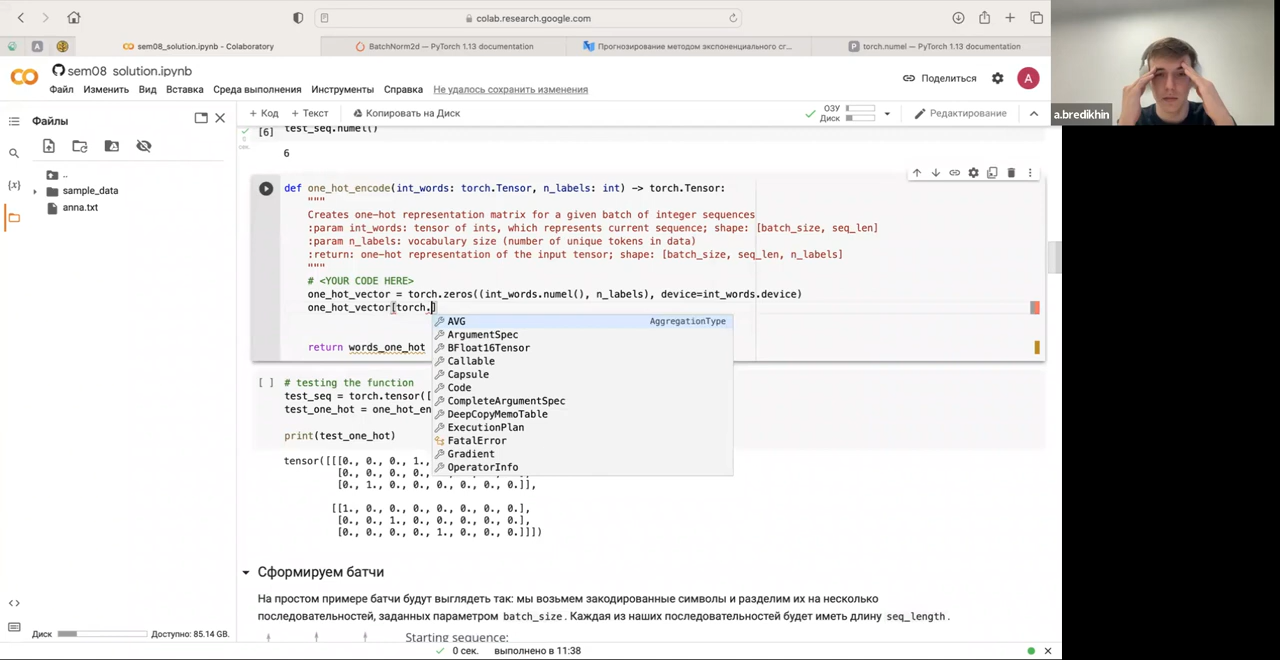 colab.research.google.com
sem08_solution.ipynb - Colaboratory
BatchNorm2d — PyTorch 1.13 documentation
Прогнозирование методом экспоненциального сг...
torch.numel — PyTorch 1.13 documentation
sem08_solution.ipynb
Файл Изменить Вид Вставка Среда выполнения Инструменты Справка Не удалось сохранить изменения
Поделиться
A
a.bredikhin
Файлы
+ Код + Текст Копировать на Диск
ОЗУ
Диск
Редактирование
..
sample_data
anna.txt
[6] test_seq.numel()
сек.
6
def one_hot_encode(int_words: torch.Tensor, n_labels: int) -> torch.Tensor:
"""
Creates one-hot representation matrix for a given batch of integer sequences
:param int_words: tensor of ints, which represents current sequence; shape: [batch_size, seq_len]
:param n_labels: vocabulary size (number of unique tokens in data)
:return: one-hot representation of the input tensor; shape: [batch_size, seq_len, n_labels]
"""
# <YOUR CODE HERE>
one_hot_vector = torch.zeros((int_words.numel(), n_labels), device=int_words.device)
one_hot_vector[torch.]
AVG AggregationType
ArgumentSpec
BFloat16Tensor
Callable
Capsule
Code
CompleteArgumentSpec
DeepCopyMemoTable
ExecutionPlan
FatalError
Gradient
OperatorInfo
return words_one_hot
[ ] # testing the function
test_seq = torch.tensor([
test_one_hot = one_hot_en
print(test_one_hot)
tensor([[[0., 0., 0., 1.,
[0., 0., 0., 0.,
[0., 1., 0., 0., 0., 0., 0., 0.]],
[[1., 0., 0., 0., 0., 0., 0., 0.],
[0., 0., 1., 0., 0., 0., 0., 0.],
[0., 0., 0., 0., 1., 0., 0., 0.]]])
Сформируем батчи
На простом примере батчи будут выглядеть так: мы возьмем закодированные символы и разделим их на несколько
последовательностей, заданных параметром batch_size. Каждая из наших последовательностей будет иметь длину seq_length.
Starting sequence:
Диск Доступно: 85.14 GB.
0 сек. выполнено в 11:38